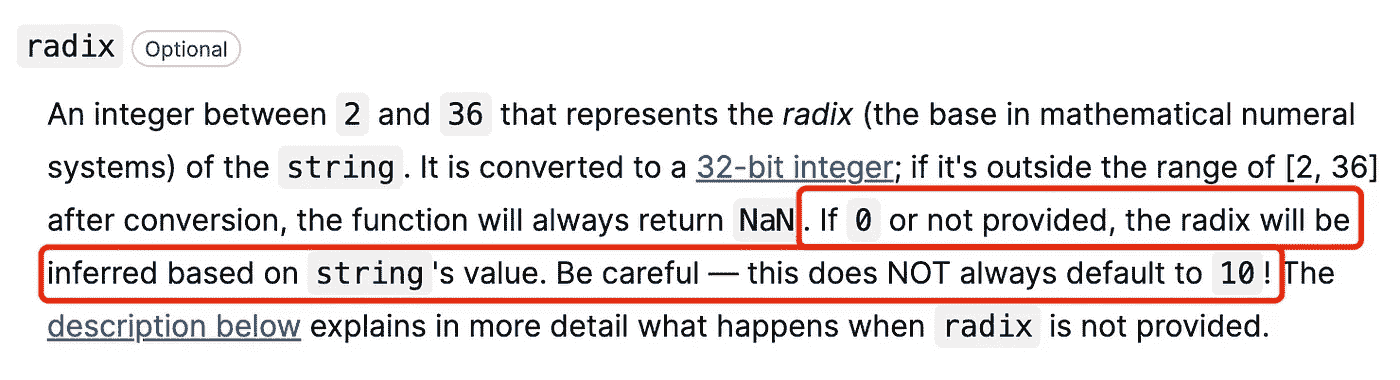 radix Optional
An integer between 2 and 36 that represents the radix (the base in mathematical numeral
systems) of the string. It is converted to a 32-bit integer; if it's outside the range of [2, 36]
after conversion, the function will always return NaN. If 0 or not provided, the radix will be
inferred based on string's value. Be careful — this does NOT always default to 10! The
description below explains in more detail what happens when radix is not provided.